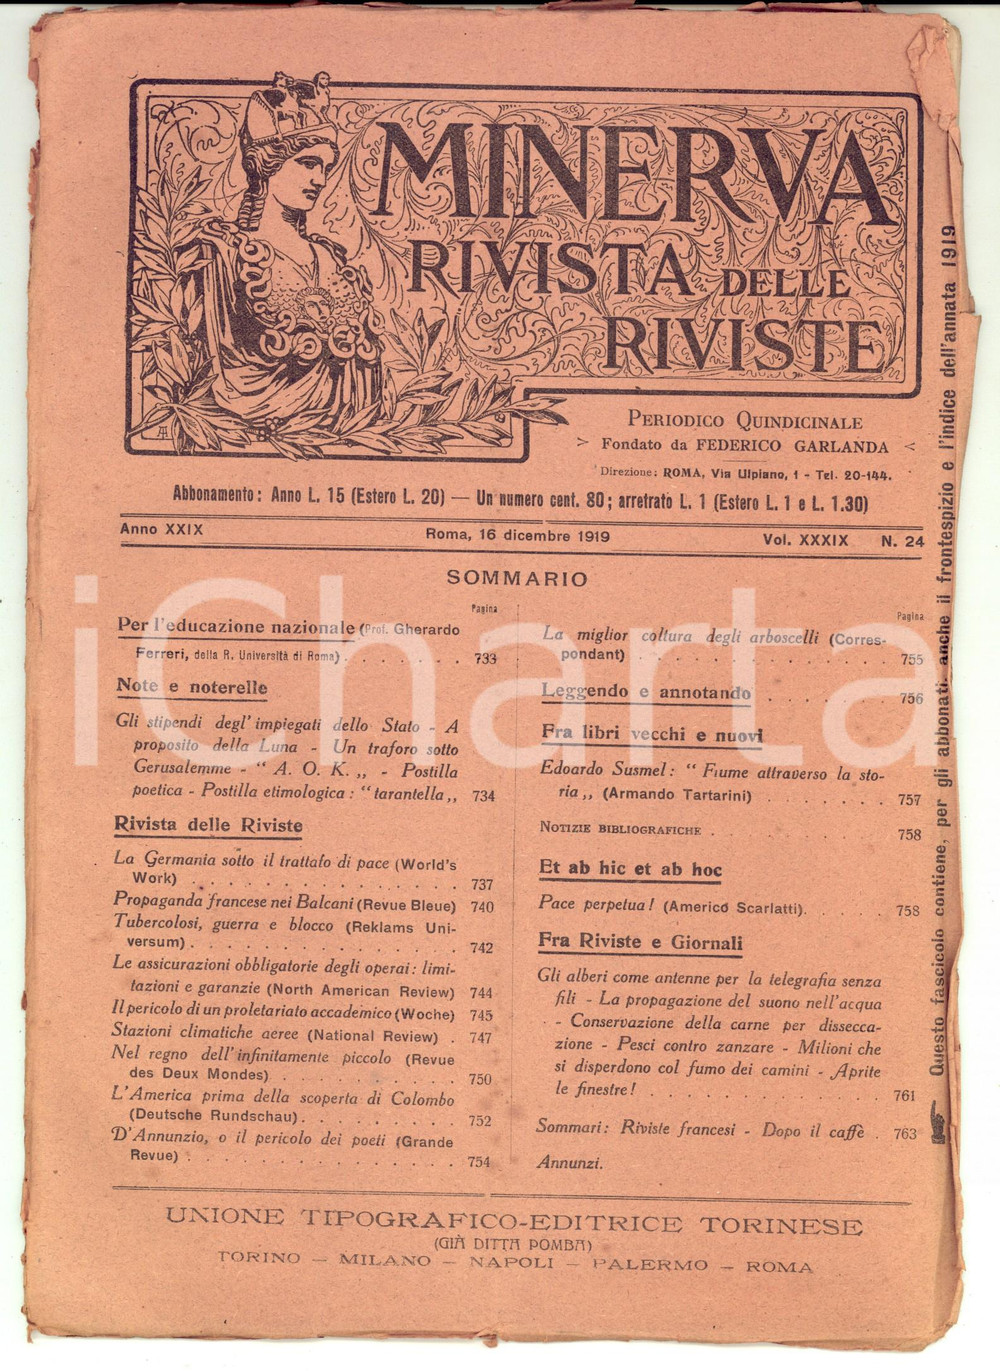 MINERVA
RIVISTA DELLE
RIVISTE
PERIODICO QUINDICINALE
Fondato da FEDERICO GARLANDA
Direzione: ROMA, Via Ulpiano, 1 - Tel. 20-144.
Abbonamento: Anno L. 15 (Estero L. 20) — Un numero cent. 80; arretrato L. 1 (Estero L. 1 e L. 1.30)
Anno XXIX Roma, 16 dicembre 1919 Vol. XXXIX N. 24
SOMMARIO
Pagina
Per l'educazione nazionale (Prof. Gherardo
Ferreri, della R. Università di Roma) . . . . . . . 733
Note e noterelle
Gli stipendi degl'impiegati dello Stato - A
proposito della Luna - Un traforo sotto
Gerusalemme - "A. O. K." - Postilla
poetica - Postilla etimologica: "tarantella" 734
Rivista delle Riviste
La Germania sotto il trattato di pace (World's
Work) . . . . . . . . . . . . . 737
Propaganda francese nei Balcani (Revue Bleue) 740
Tubercolosi, guerra e blocco (Reklams Uni-
versum) . . . . . . . . . . . . . 742
Le assicurazioni obbligatorie degli operai: limi-
tazioni e garanzie (North American Review) 744
Il pericolo di un proletariato accademico (Woche) 745
Stazioni climatiche aeree (National Review) . 747
Nel regno dell'infinitamente piccolo (Revue
des Deux Mondes) . . . . . . . . . . 750
L'America prima della scoperta di Colombo
(Deutsche Rundschau) . . . . . . . . . 752
D'Annunzio, o il pericolo dei poeti (Grande
Revue) . . . . . . . . . . . . . 754
Pagina
La miglior coltura degli arboscelli (Corres-
pondant) . . . . . . . . . . . . 755
Leggendo e annotando . . . . . 756
Fra libri vecchi e nuovi
Edoardo Susmel: "Fiume attraverso la sto-
ria" (Armando Tartarini) . . . . . . . 757
NOTIZIE BIBLIOGRAFICHE . . . . . . . . 758
Et ab hic et ab hoc
Pace perpetua! (Americo Scarlatti). . . . . 758
Fra Riviste e Giornali
Gli alberi come antenne per la telegrafia senza
fili - La propagazione del suono nell'acqua
- Conservazione della carne per dissecca-
zione - Pesci contro zanzare - Milioni che
si disperdono col fumo dei camini - Aprite
le finestre! . . . . . . . . . . . . 761
Sommari: Riviste francesi - Dopo il caffè . 763
Annunzi.
UNIONE TIPOGRAFICO-EDITRICE TORINESE
(GIÀ DITTA POMBA)
TORINO — MILANO — NAPOLI — PALERMO — ROMA
Questo fascicolo contiene, per gli abbonati, anche il frontespizio e l'indice dell'annata 1919
iCharta